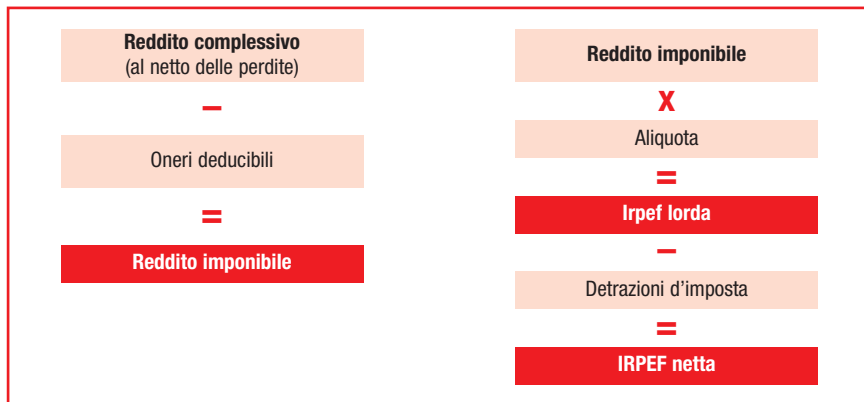 Reddito complessivo
(al netto delle perdite)
–
Oneri deducibili
=
Reddito imponibile
Reddito imponibile
X
Aliquota
=
Irpef lorda
–
Detrazioni d’imposta
=
IRPEF netta